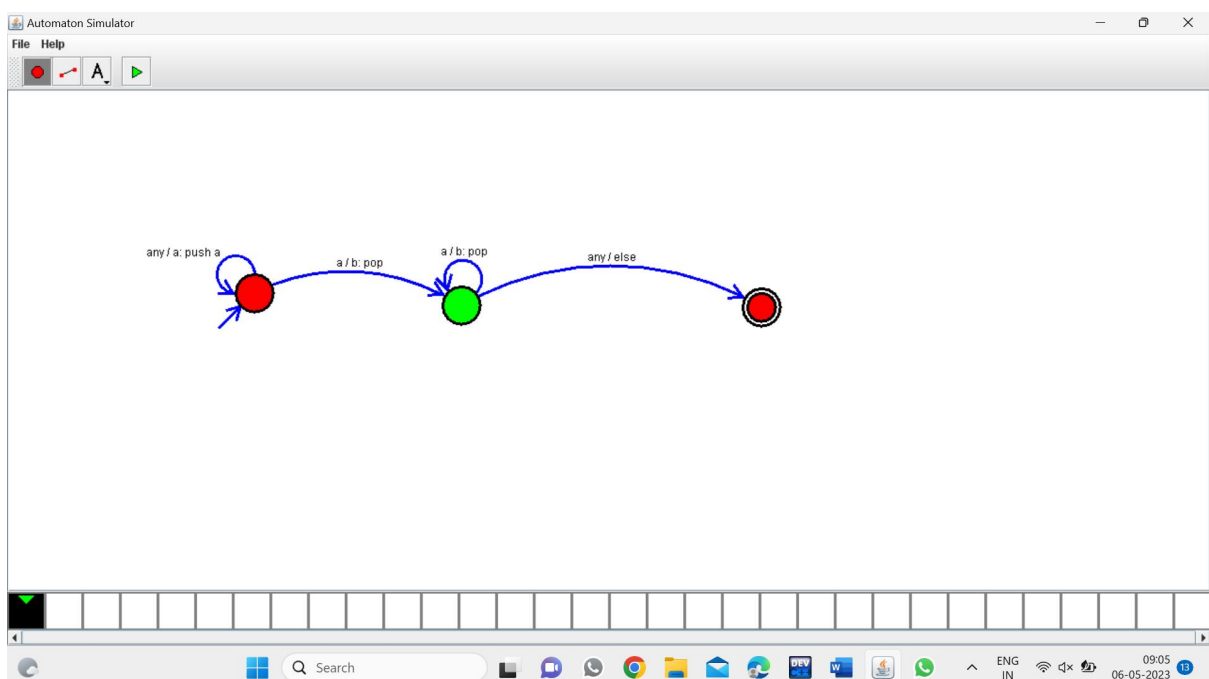 Automaton Simulator
File Help
A
any / a: push a
a / b: pop
a / b: pop
any / else
Search
DEV
W
ENG
IN
09:05
06-05-2023
13